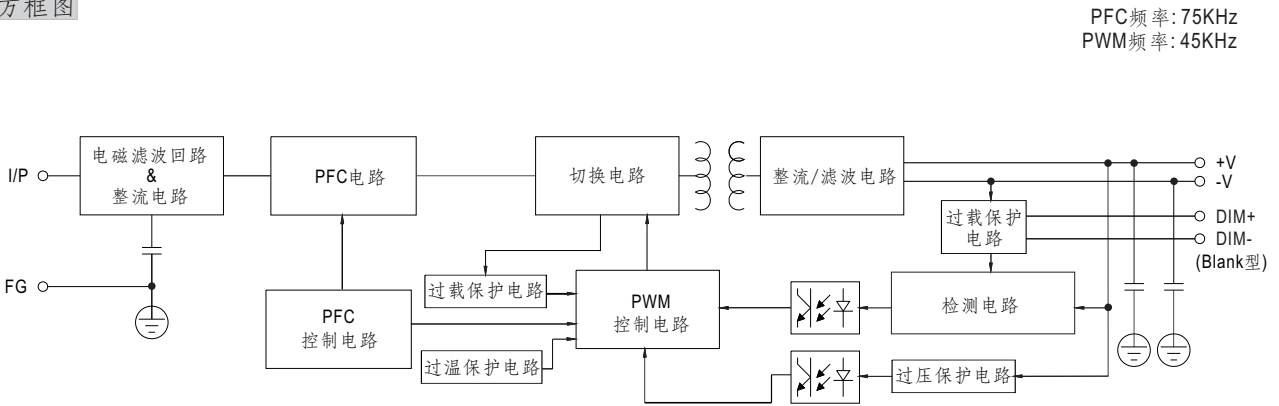 方框图
PFC频率: 75KHz
PWM频率: 45KHz
I/P
电磁滤波回路
&
整流电路
PFC电路
切换电路
整流/滤波电路
+V
-V
过载保护
电路
DIM+
DIM-
(Blank型)
FG
过载保护电路
PFC
控制电路
PWM
控制电路
检测电路
过温保护电路
过压保护电路